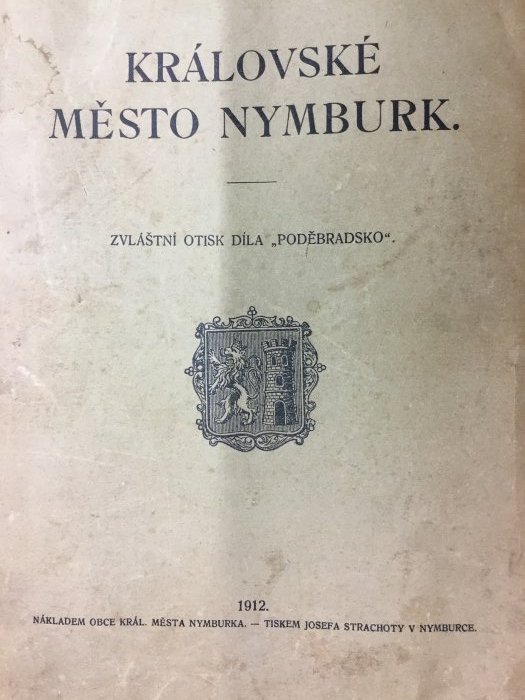 KRÁLOVSKÉ
MĚSTO NYMBURK.
ZVLÁŠTNÍ OTISK DÍLA „PODĚBRADSKO“.
1912.
NÁKLADEM OBCE KRÁL. MĚSTA NYMBURKA. — TISKEM JOSEFA STRACHOTY V NYMBURCE.